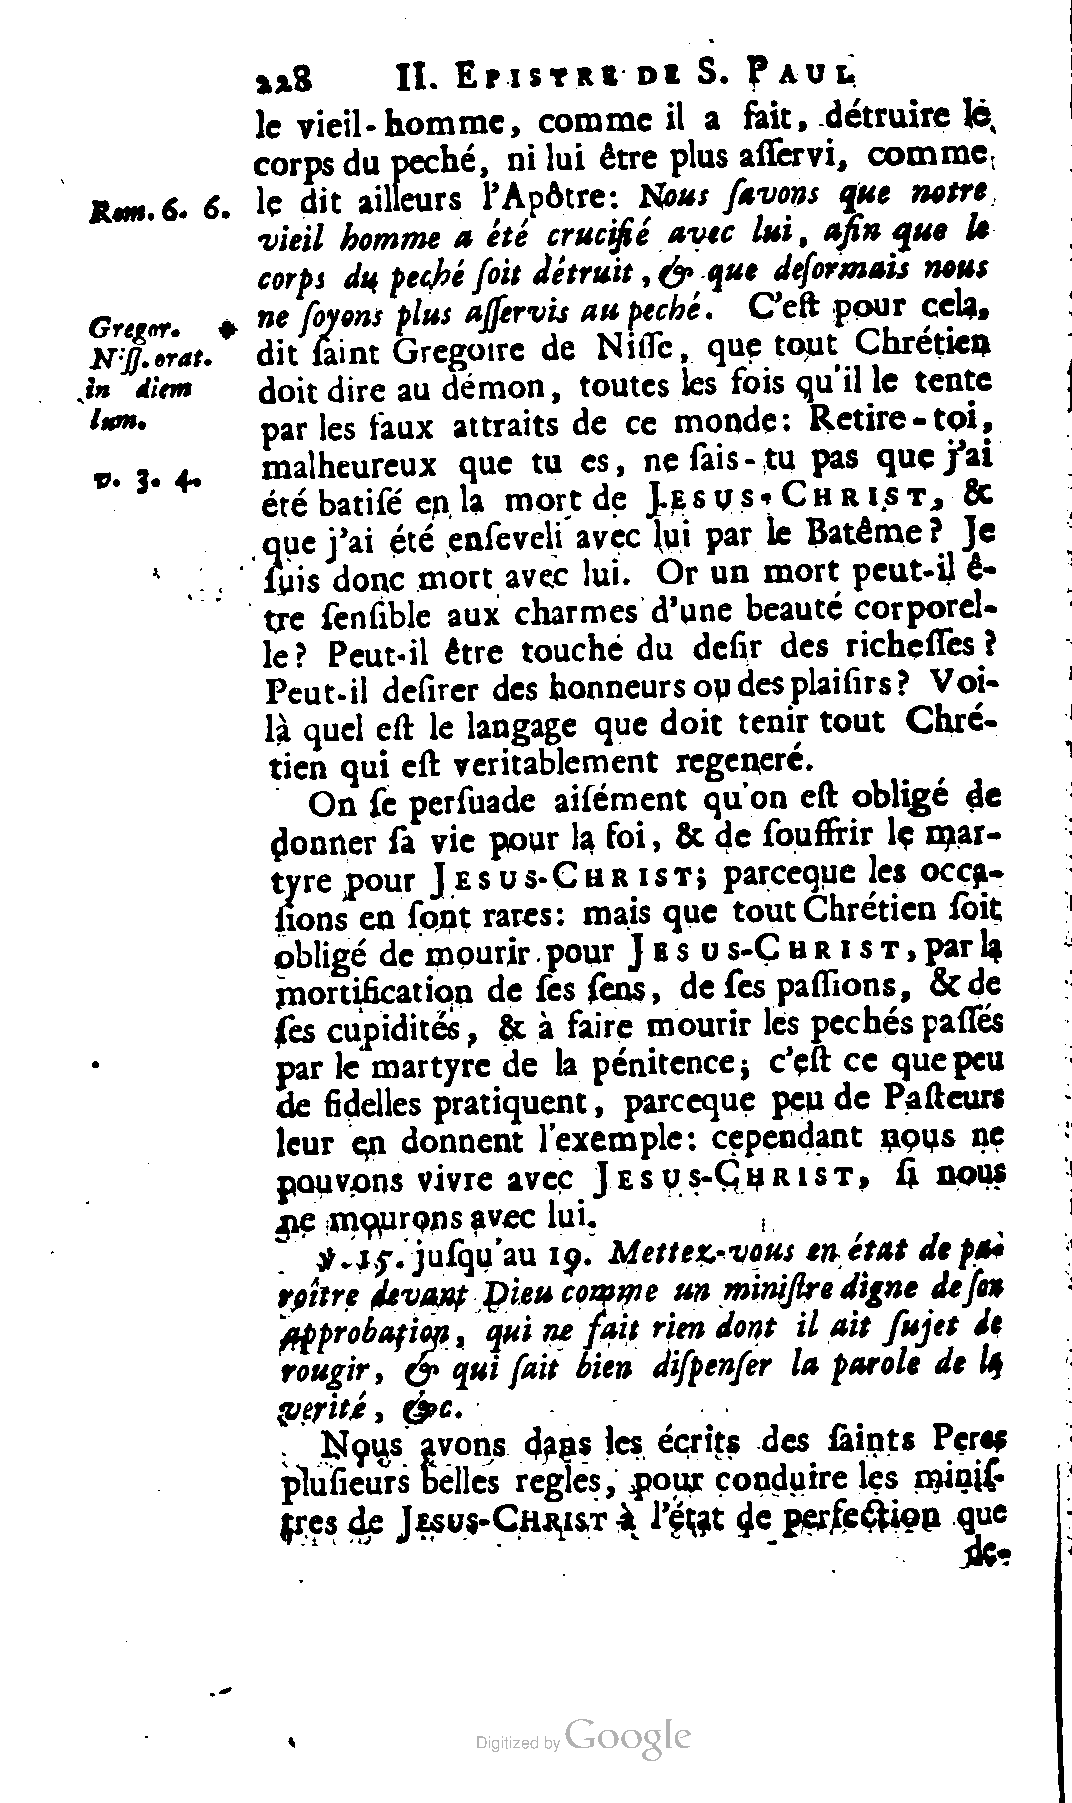 228 II. EPISTRE DE S. PAUL
le vieil-homme, comme il a fait, détruire le
corps du peché, ni lui être plus aſſervi, comme
Rom. 6. 6. le dit ailleurs l'Apôtre: Nous ſavons que notre
vieil homme a été crucifié avec lui, afin que le
corps du peché ſoit détruit, & que deſormais nous
ne ſoyons plus aſſervis au peché. C'eſt pour cela,
Gregor.
Niſſ. orat.
in diem
lum.
dit ſaint Gregoire de Niſſe, que tout Chrétien
doit dire au démon, toutes les fois qu'il le tente
par les faux attraits de ce monde: Retire-toi,
v. 3. 4. malheureux que tu es, ne ſais-tu pas que j'ai
été batiſé en la mort de JESUS-CHRIST, &
que j'ai été enſeveli avec lui par le Batême? Je
ſuis donc mort avec lui. Or un mort peut-il ê-
tre ſenſible aux charmes d'une beauté corporel-
le? Peut-il être touché du deſir des richeſſes?
Peut-il deſirer des honneurs ou des plaiſirs? Voi-
là quel eſt le langage que doit tenir tout Chré-
tien qui eſt veritablement regeneré.
On ſe perſuade aiſément qu'on eſt obligé de
donner ſa vie pour la foi, & de ſouffrir le mar-
tyre pour JESUS-CHRIST; parceque les occa-
ſions en ſont rares: mais que tout Chrétien ſoit
obligé de mourir pour JESUS-CHRIST, par la
mortification de ſes ſens, de ſes paſſions, & de
ſes cupidités, & à faire mourir les pechés paſſés
par le martyre de la pénitence; c'eſt ce que peu
de fidelles pratiquent, parceque peu de Paſteurs
leur en donnent l'exemple: cependant nous ne
pouvons vivre avec JESUS-CHRIST, ſi nous
ne mourons avec lui.
℣. 15. juſqu'au 19. Mettez-vous en état de pa-
roître devant Dieu comme un miniſtre digne de ſon
approbation, qui ne fait rien dont il ait ſujet de
rougir, & qui ſait bien diſpenſer la parole de la
verité, &c.
Nous avons dans les écrits des ſaints Peres
pluſieurs belles regles, pour conduire les miniſ-
tres de JESUS-CHRIST à l'état de perfection que
de-
Digitized by Google